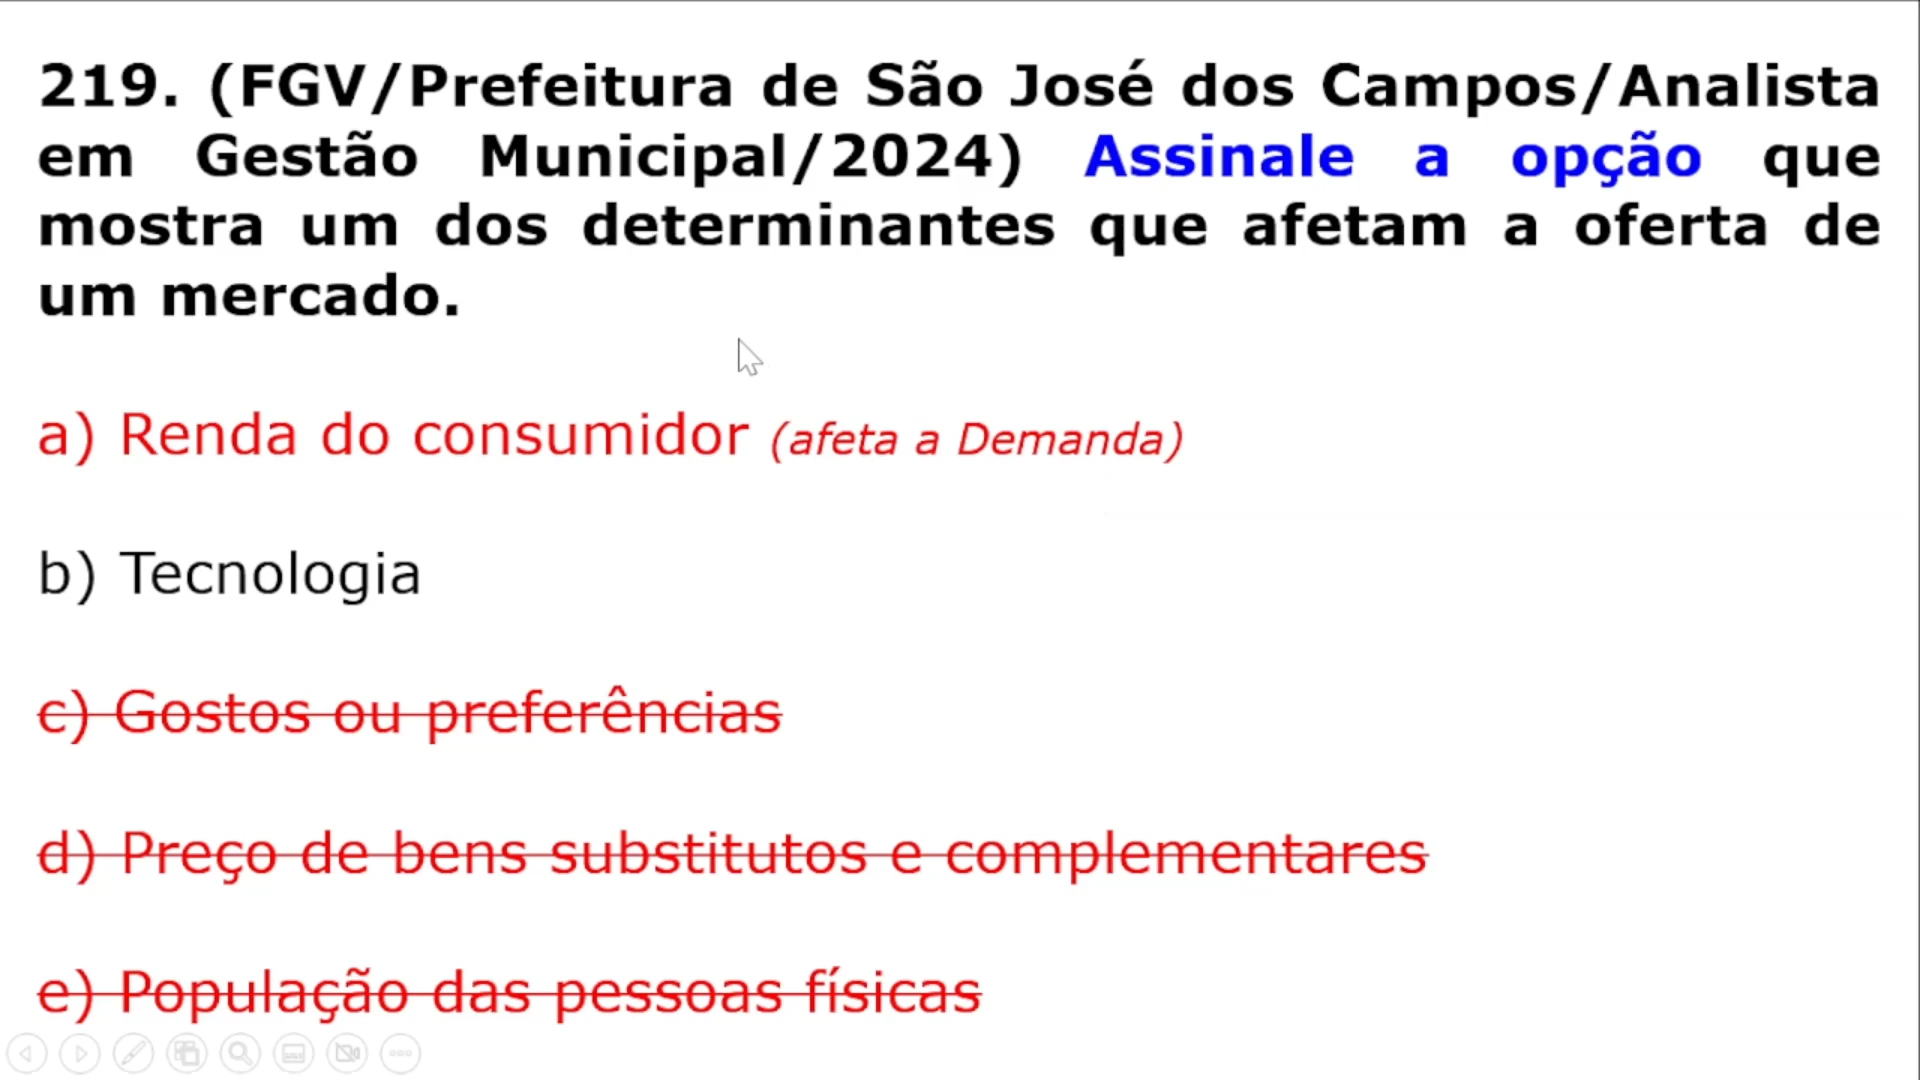 219. (FGV/Prefeitura de São José dos Campos/Analista
em Gestão Municipal/2024) Assinale a opção que
mostra um dos determinantes que afetam a oferta de
um mercado.
a) Renda do consumidor (afeta a Demanda)
b) Tecnologia
c) Gostos ou preferências
d) Preço de bens substitutos e complementares
e) População das pessoas físicas